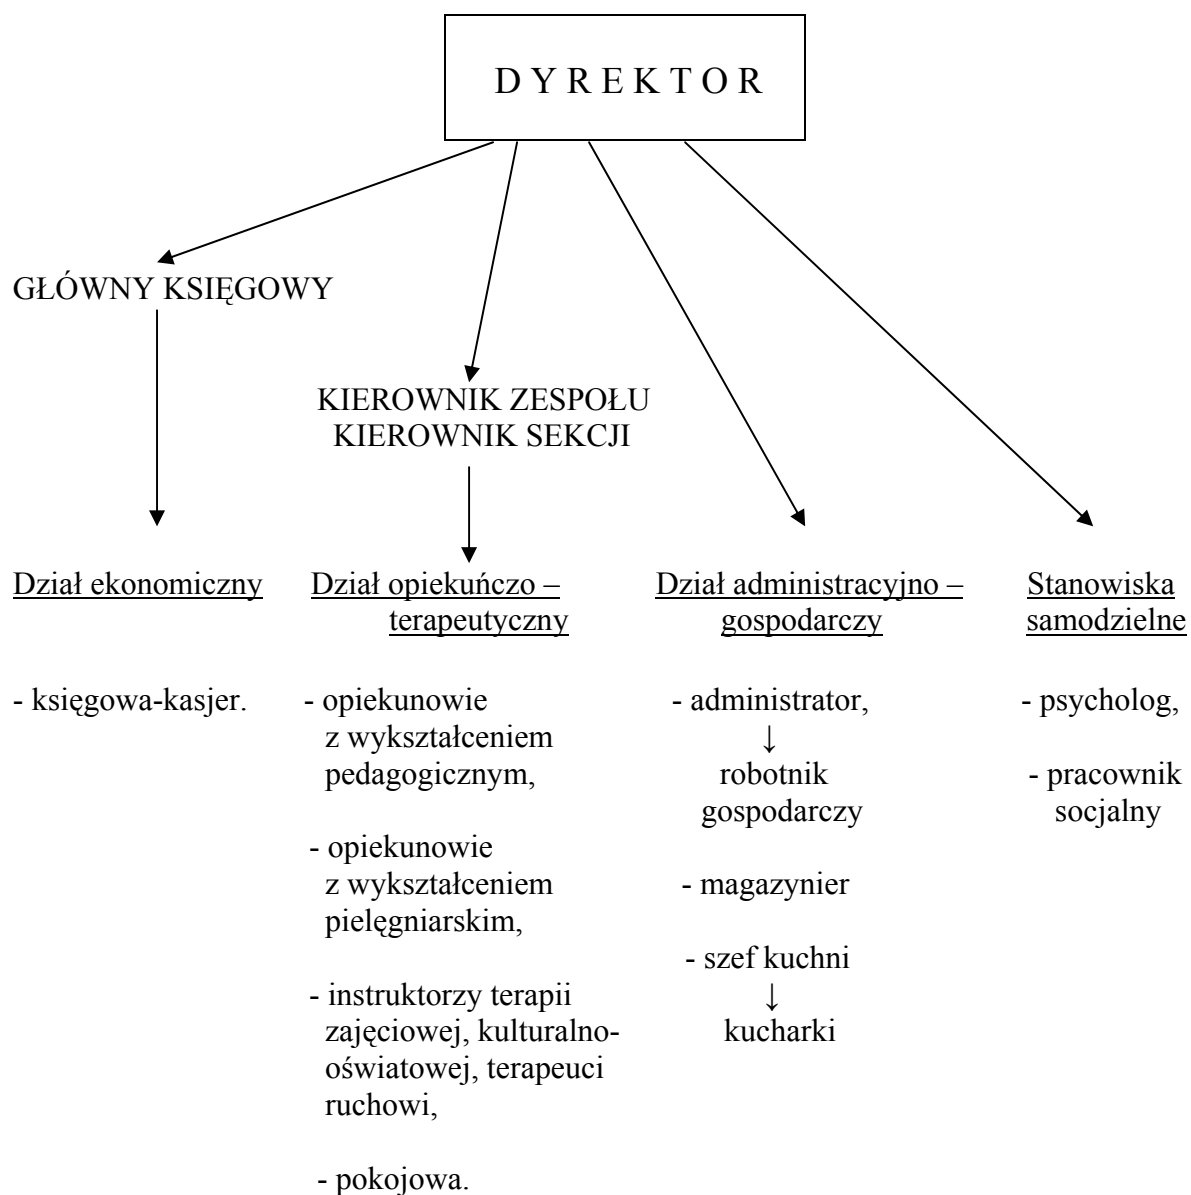 D Y R E K T O R
GŁÓWNY KSIĘGOWY
KIEROWNIK ZESPOŁU
KIEROWNIK SEKCJI
Dział ekonomiczny
- księgowa-kasjer.
Dział opiekuńczo –
terapeutyczny
- opiekunowie
z wykształceniem
pedagogicznym,
- opiekunowie
z wykształceniem
pielęgniarskim,
- instruktorzy terapii
zajęciowej, kulturalno-
oświatowej, terapeuci
ruchowi,
- pokojowa.
Dział administracyjno –
gospodarczy
- administrator,
↓
robotnik
gospodarczy
- magazynier
- szef kuchni
↓
kucharki
Stanowiska
samodzielne
- psycholog,
- pracownik
socjalny